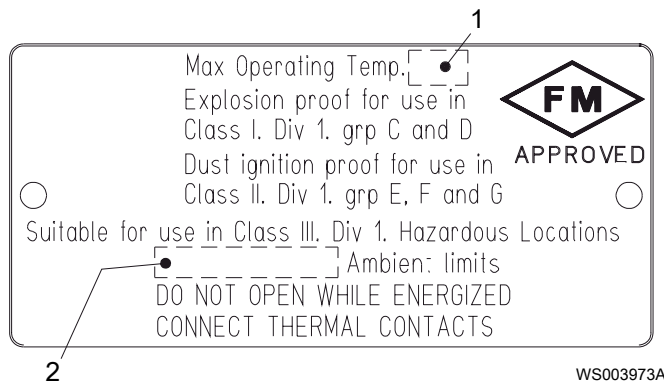 1
Max Operating Temp.
Explosion proof for use in
Class I. Div 1. grp C and D
Dust ignition proof for use in
Class II. Div 1. grp E, F and G
FM
APPROVED
Suitable for use in Class III. Div 1. Hazardous Locations
Ambient limits
DO NOT OPEN WHILE ENERGIZED
CONNECT THERMAL CONTACTS
2
WS003973A